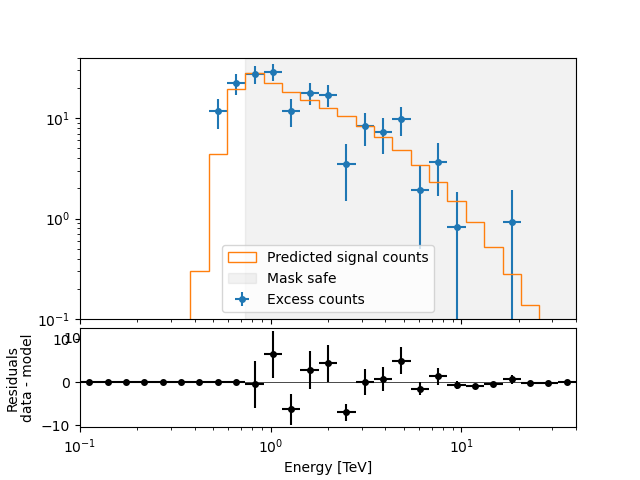 10¹
10⁰
10⁻¹
Predicted signal counts
Mask safe
Excess counts
10
10
0
−10
Residuals
data - model
10⁻¹
10⁰
10¹
Energy [TeV]